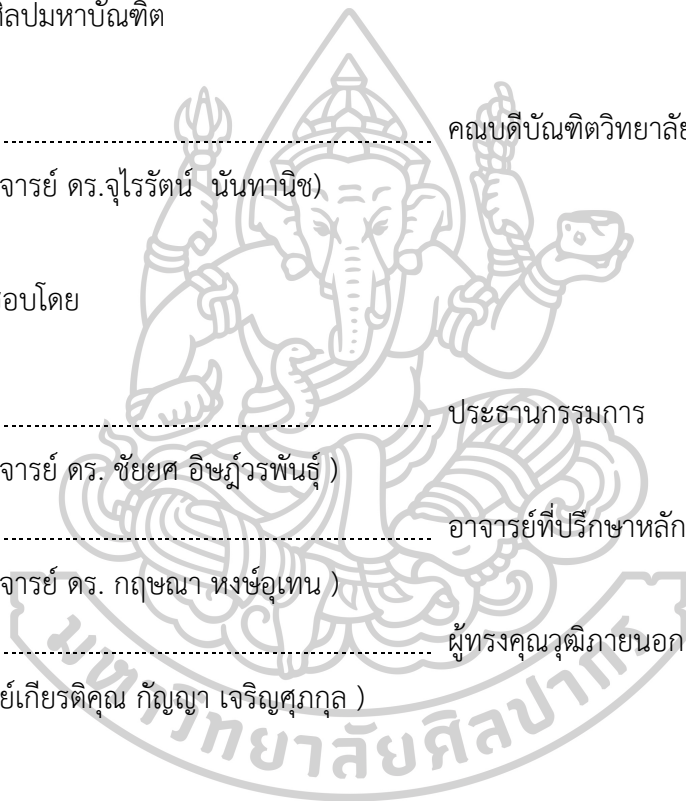 ศิลปมหาบัณฑิต
คณบดีบัณฑิตวิทยาลัย
จารย์ ดร.จุไรรัตน์ นันทานิช)
อบโดย
ประธานกรรมการ
จารย์ ดร. ชัยยศ อิษฎ์วรพันธุ์ )
อาจารย์ที่ปรึกษาหลัก
จารย์ ดร. กฤษณา หงษ์อุเทน )
ผู้ทรงคุณวุฒิภายนอก
ย์เกียรติคุณ กัญญา เจริญศุภกุล )
มหาวิทยาลัยศิลปากร